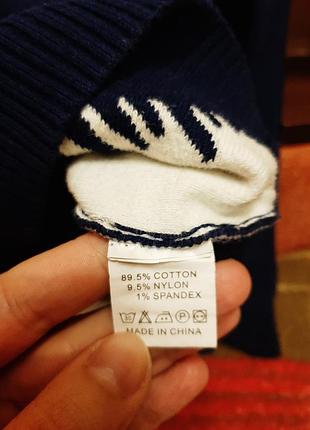 89.5% COTTON
9.5% NYLON
1% SPANDEX
MADE IN CHINA